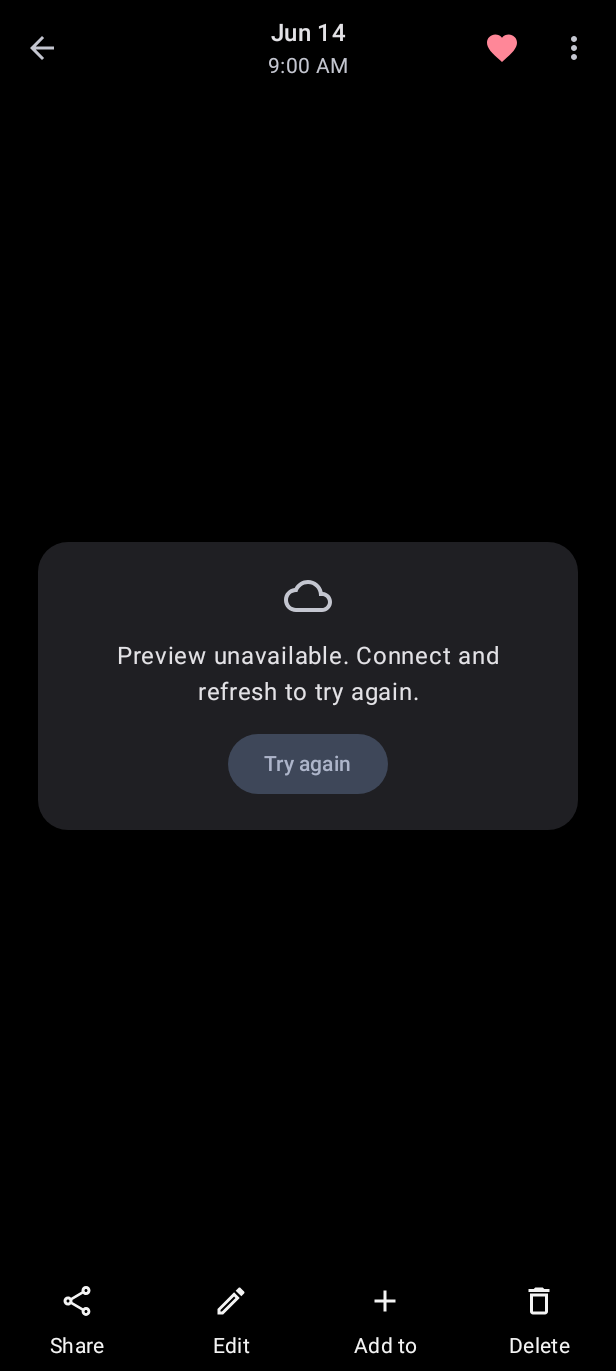 Jun 14
9:00 AM
Preview unavailable. Connect and
refresh to try again.
Try again
Share
Edit
Add to
Delete